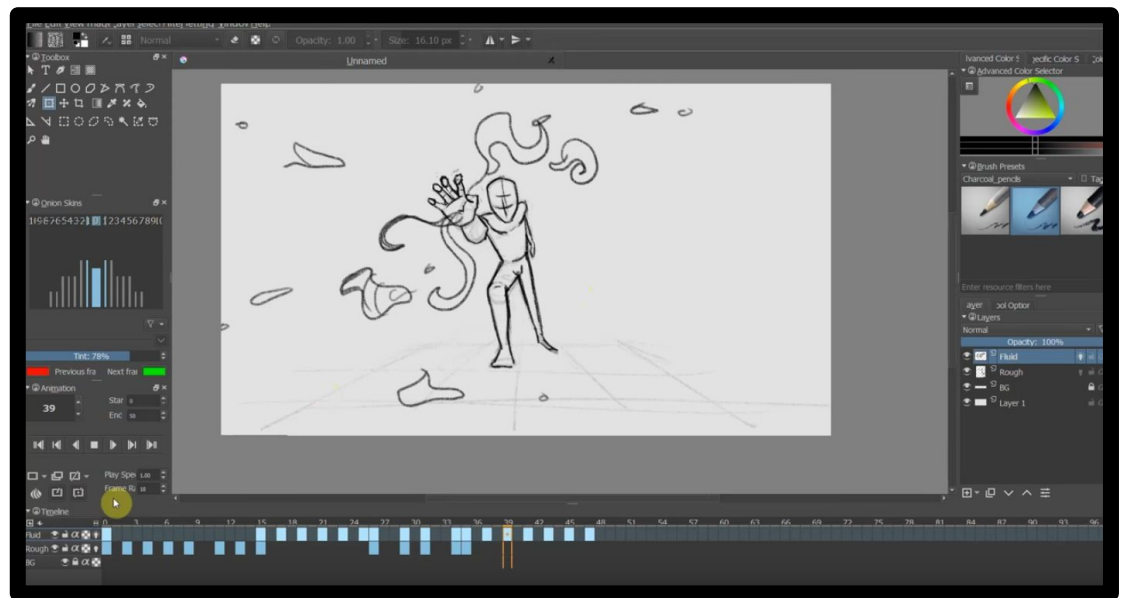 Normal
Opacity: 1.00
Size: 16.10 px
Toolbox
Unnamed
Advanced Color Selector
Onion Skins
Brush Presets
Charcoal_pencils
Tag
Enter resource filters here
Layers
Normal
Opacity: 100%
Tint: 78%
Fluid
Previous fra Next frai
Rough
Animation
BG
39
Star 0
Layer 1
Enc
Play Spe 1.00
Frame Ra
Timeline
0 3 6 9 12 15 18 21 24 27 30 33 36 39 42 45 48 51 54 57 60 63 66 69 72 75 78 81 84 87 90 93 96
Fluid
Rough
BG